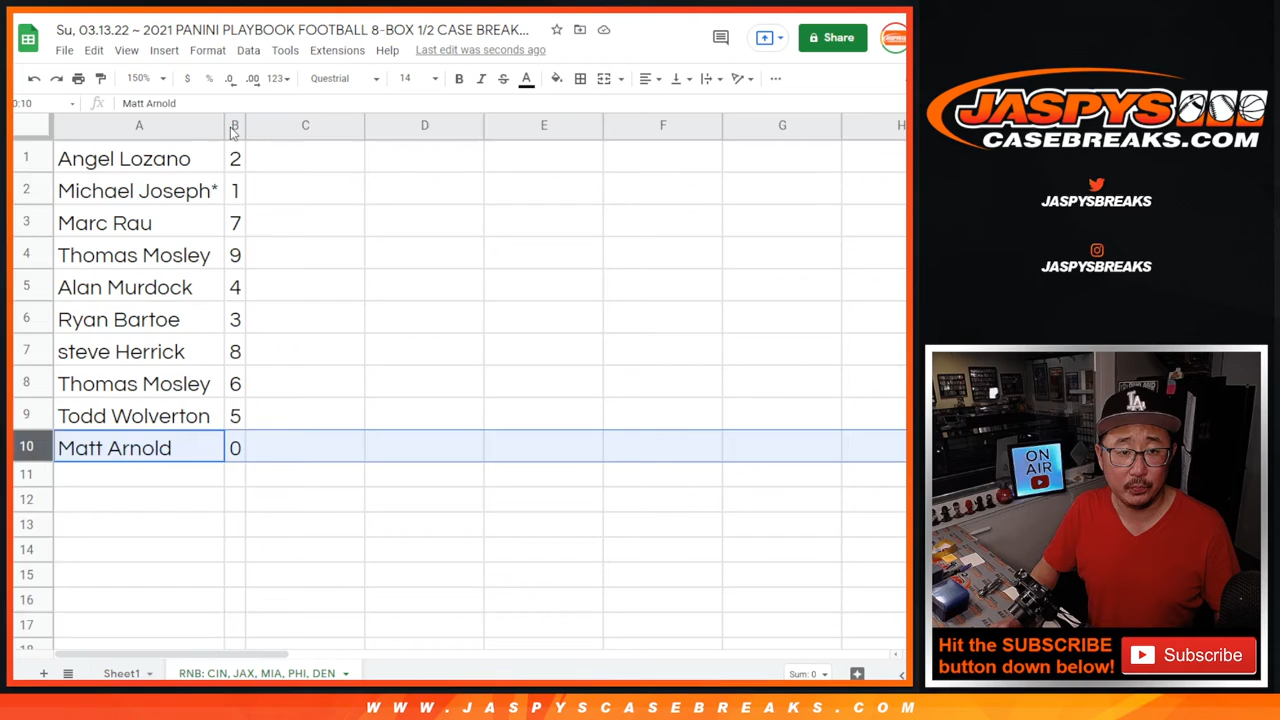 Su, 03.13.22 ~ 2021 PANINI PLAYBOOK FOOTBALL 8-BOX 1/2 CASE BREAK...
File Edit View Insert Format Data Tools Extensions Help Last edit was seconds ago
Share
150% $ % .0 .00 123 Questrial 14 B I S A
0:10 fx Matt Arnold
A B C D E F G H
1 Angel Lozano 2
2 Michael Joseph* 1
3 Marc Rau 7
4 Thomas Mosley 9
5 Alan Murdock 4
6 Ryan Bartoe 3
7 steve Herrick 8
8 Thomas Mosley 6
9 Todd Wolverton 5
10 Matt Arnold 0
11
12
13
14
15
16
17
Sheet1 RNB: CIN, JAX, MIA, PHI, DEN Sum: 0
JASPYS
CASEBREAKS.COM
JASPYSBREAKS
JASPYSBREAKS
ON
AIR
LA
Hit the SUBSCRIBE
button down below!
Subscribe
WWW.JASPYSCASEBREAKS.COM